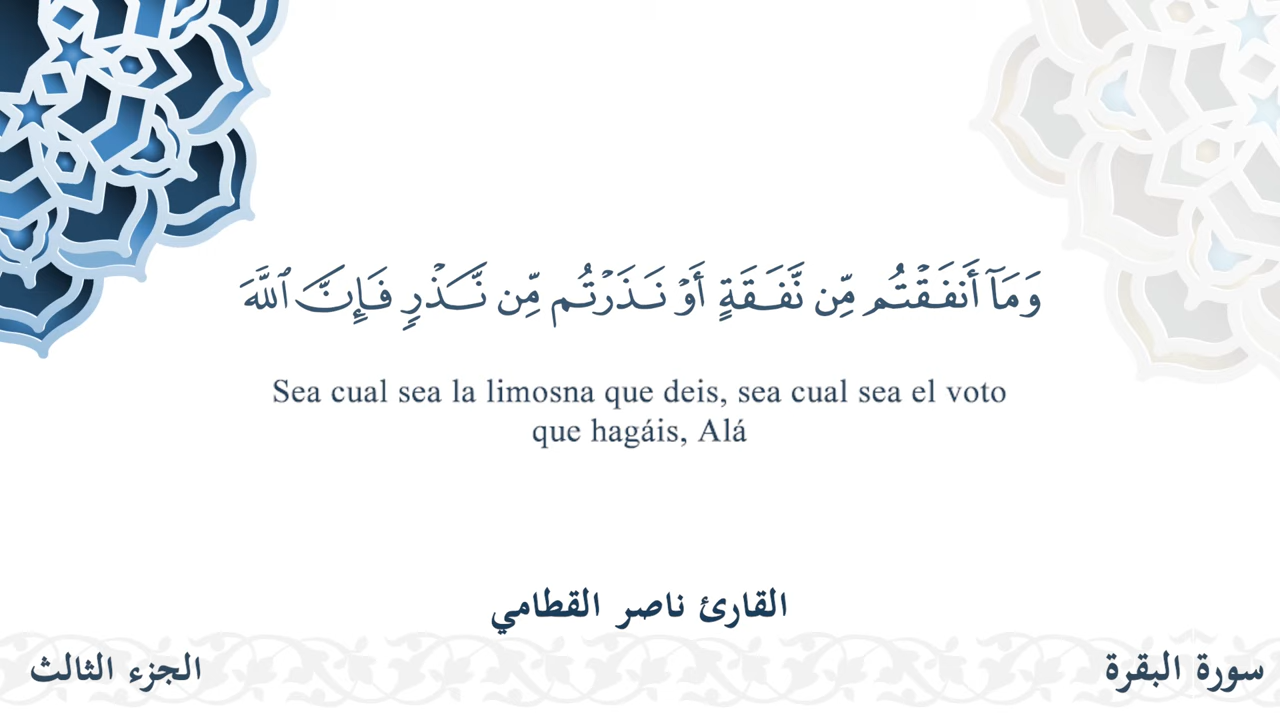 وَمَآ أَنفَقْتُم مِّن نَّفَقَةٍ أَوْ نَذَرْتُم مِّن نَّذْرٍ فَإِنَّ ٱللَّهَ
Sea cual sea la limosna que deis, sea cual sea el voto
que hagáis, Alá
القارئ ناصر القطامي
سورة البقرة
الجزء الثالث